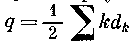 q = 1/2 ∑ kd_k